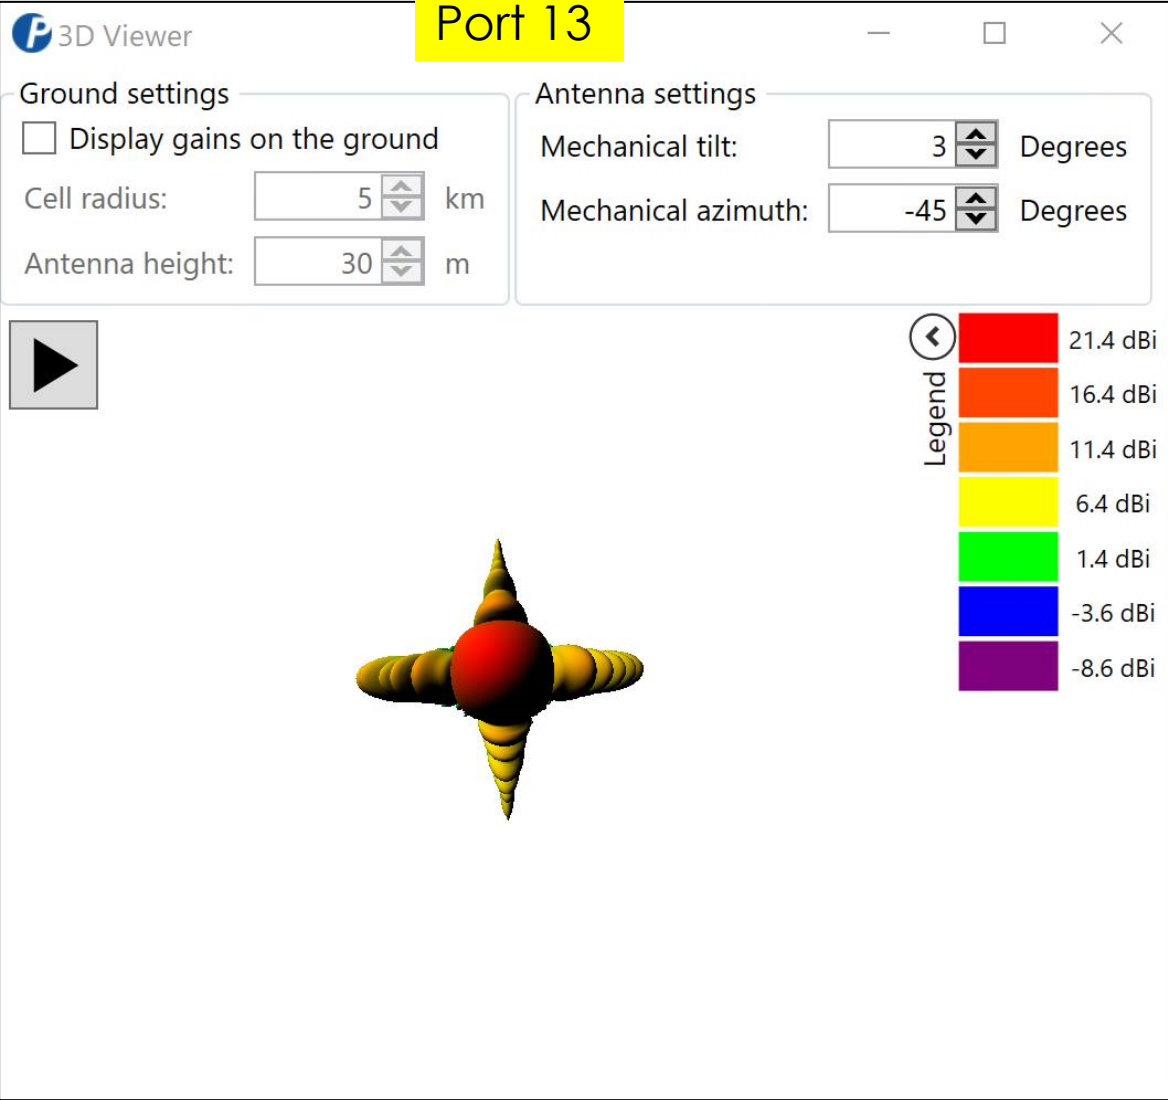 Port 13
3D Viewer
Ground settings
Display gains on the ground
Cell radius: 5 km
Antenna height: 30 m
Antenna settings
Mechanical tilt: 3 Degrees
Mechanical azimuth: -45 Degrees
Legend
21.4 dBi
16.4 dBi
11.4 dBi
6.4 dBi
1.4 dBi
-3.6 dBi
-8.6 dBi